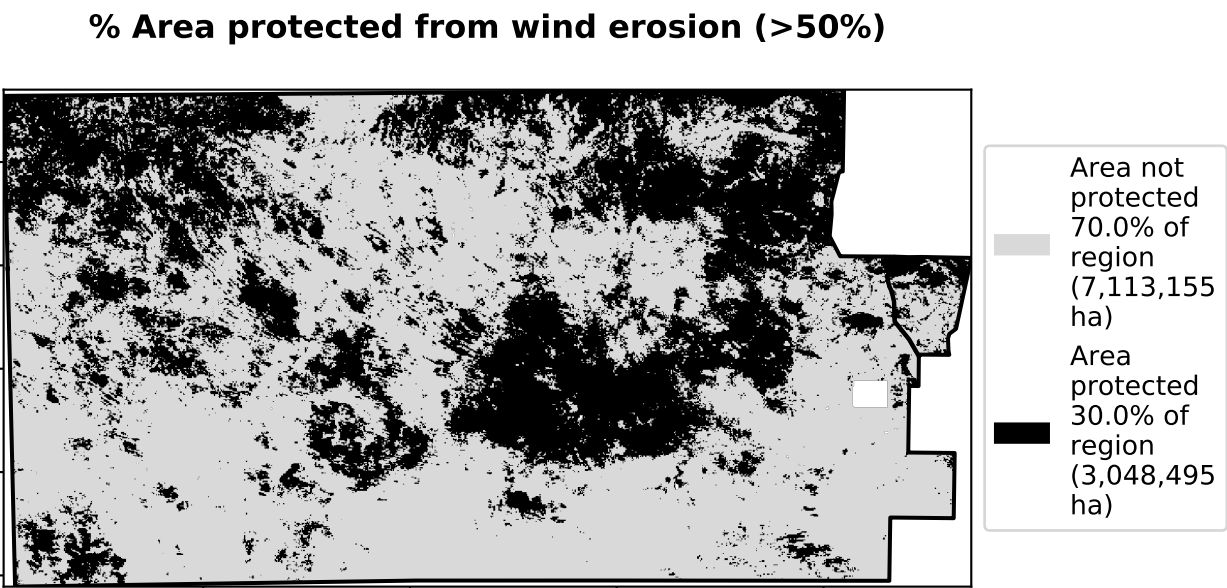 % Area protected from wind erosion (>50%)
Area not
protected
70.0% of
region
(7,113,155
ha)
Area
protected
30.0% of
region
(3,048,495
ha)